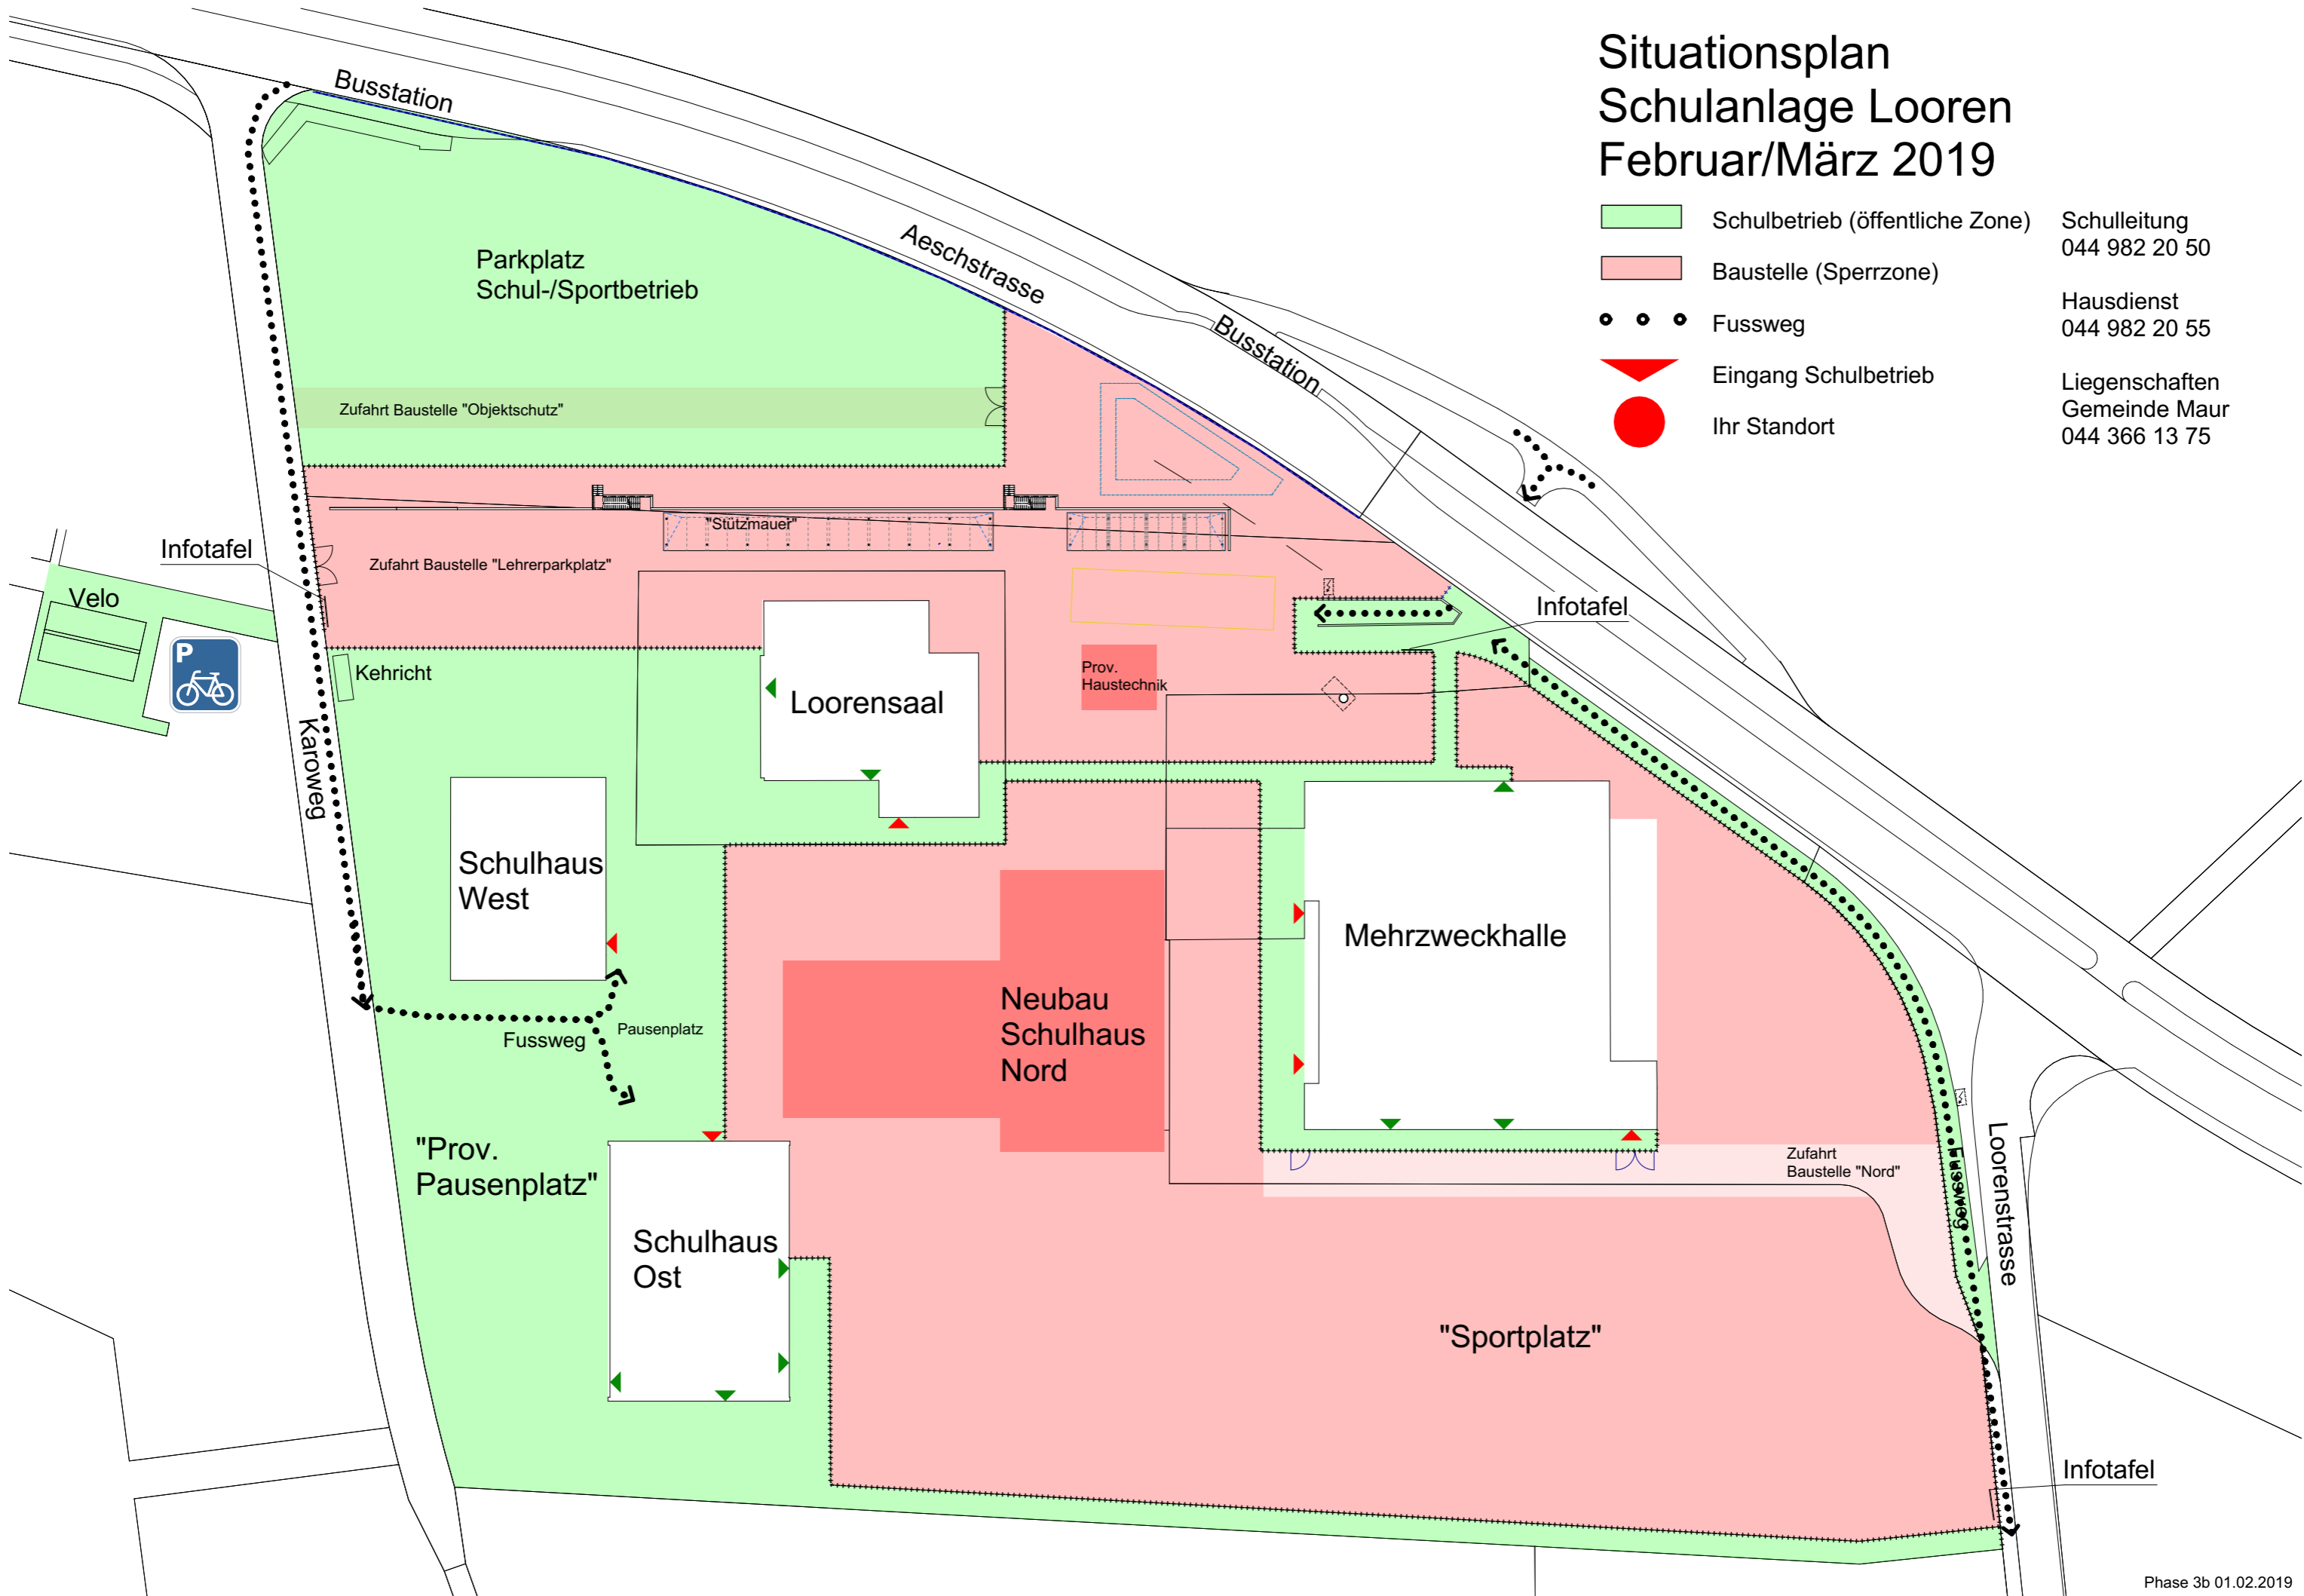 Situationsplan
Schulanlage Looren
Februar/März 2019
Schulbetrieb (öffentliche Zone)
Baustelle (Sperrzone)
Fussweg
Eingang Schulbetrieb
Ihr Standort
Schulleitung
044 982 20 50
Hausdienst
044 982 20 55
Liegenschaften
Gemeinde Maur
044 366 13 75
Busstation
Aeschstrasse
Busstation
Parkplatz
Schul-/Sportbetrieb
Zufahrt Baustelle "Objektschutz"
"Stützmauer"
Infotafel
Zufahrt Baustelle "Lehrerparkplatz"
Velo
P
Kehricht
Karoweg
Loorensaal
Prov.
Haustechnik
Infotafel
Schulhaus
West
Mehrzweckhalle
Neubau
Schulhaus
Nord
Fussweg
Pausenplatz
"Prov.
Pausenplatz"
Schulhaus
Ost
Zufahrt
Baustelle "Nord"
Fussweg
Loorenstrasse
"Sportplatz"
Infotafel
Phase 3b 01.02.2019